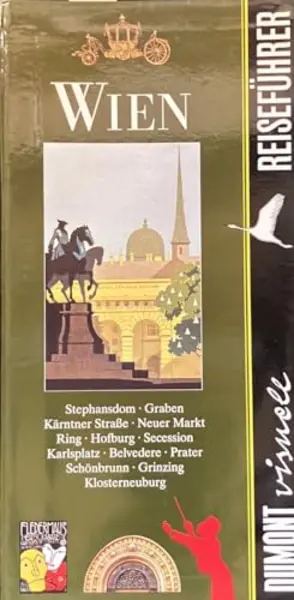 WIEN
Stephansdom · Graben
Kärntner Straße · Neuer Markt
Ring · Hofburg · Secession
Karlsplatz · Belvedere · Prater
Schönbrunn · Grinzing
Klosterneuburg
FLEDERMAUS
DUMONT visuell REISEFÜHRER